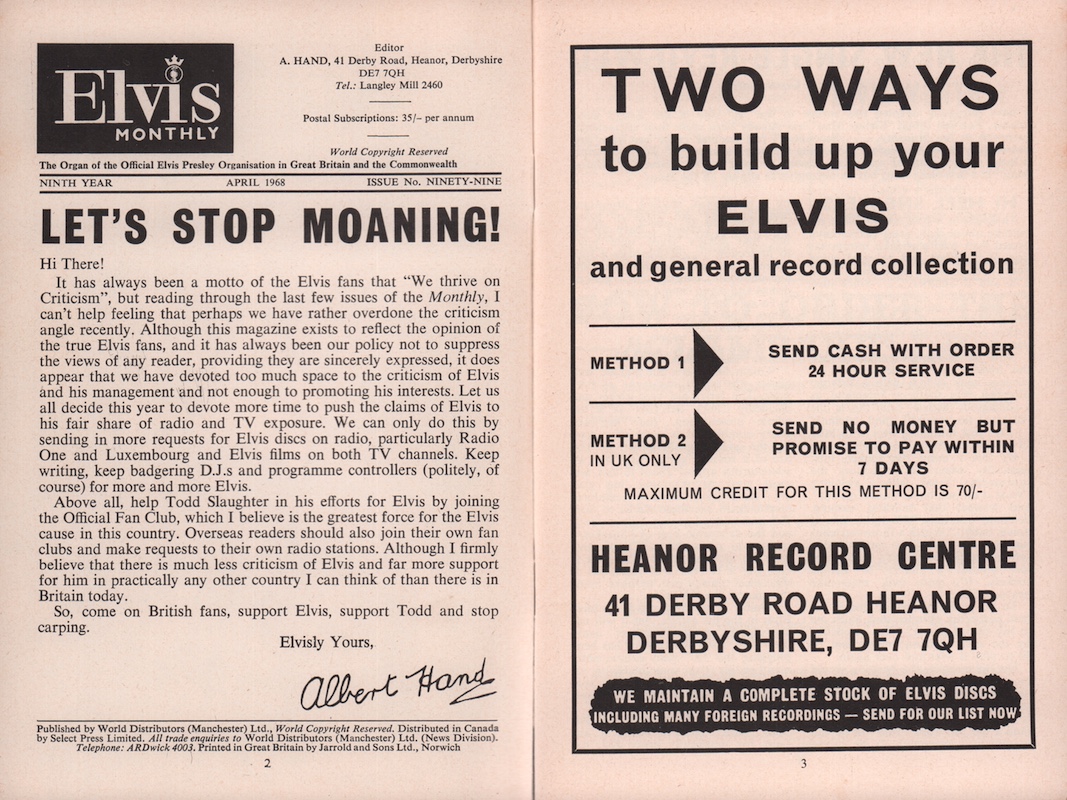 Elvis
MONTHLY
Editor
A. HAND, 41 Derby Road, Heanor, Derbyshire
DE7 7QH
Tel.: Langley Mill 2460
Postal Subscriptions: 35/– per annum
World Copyright Reserved
The Organ of the Official Elvis Presley Organisation in Great Britain and the Commonwealth
NINTH YEAR APRIL 1968 ISSUE No. NINETY-NINE
LET'S STOP MOANING!
Hi There!
It has always been a motto of the Elvis fans that “We thrive on
Criticism”, but reading through the last few issues of the Monthly, I
can't help feeling that perhaps we have rather overdone the criticism
angle recently. Although this magazine exists to reflect the opinion of
the true Elvis fans, and it has always been our policy not to suppress
the views of any reader, providing they are sincerely expressed, it does
appear that we have devoted too much space to the criticism of Elvis
and his management and not enough to promoting his interests. Let us
all decide this year to devote more time to push the claims of Elvis to
his fair share of radio and TV exposure. We can only do this by
sending in more requests for Elvis discs on radio, particularly Radio
One and Luxembourg and Elvis films on both TV channels. Keep
writing, keep badgering D.J.s and programme controllers (politely, of
course) for more and more Elvis.
Above all, help Todd Slaughter in his efforts for Elvis by joining
the Official Fan Club, which I believe is the greatest force for the Elvis
cause in this country. Overseas readers should also join their own fan
clubs and make requests to their own radio stations. Although I firmly
believe that there is much less criticism of Elvis and far more support
for him in practically any other country I can think of than there is in
Britain today.
So, come on British fans, support Elvis, support Todd and stop
carping.
Elvisly Yours,
Albert Hand
Published by World Distributors (Manchester) Ltd., World Copyright Reserved. Distributed in Canada
by Select Press Limited. All trade enquiries to World Distributors (Manchester) Ltd. (News Division).
Telephone: ARDwick 4003. Printed in Great Britain by Jarrold and Sons Ltd., Norwich
2
TWO WAYS
to build up your
ELVIS
and general record collection
METHOD 1
SEND CASH WITH ORDER
24 HOUR SERVICE
METHOD 2
IN UK ONLY
SEND NO MONEY BUT
PROMISE TO PAY WITHIN
7 DAYS
MAXIMUM CREDIT FOR THIS METHOD IS 70/-
HEANOR RECORD CENTRE
41 DERBY ROAD HEANOR
DERBYSHIRE, DE7 7QH
WE MAINTAIN A COMPLETE STOCK OF ELVIS DISCS
INCLUDING MANY FOREIGN RECORDINGS — SEND FOR OUR LIST NOW
3